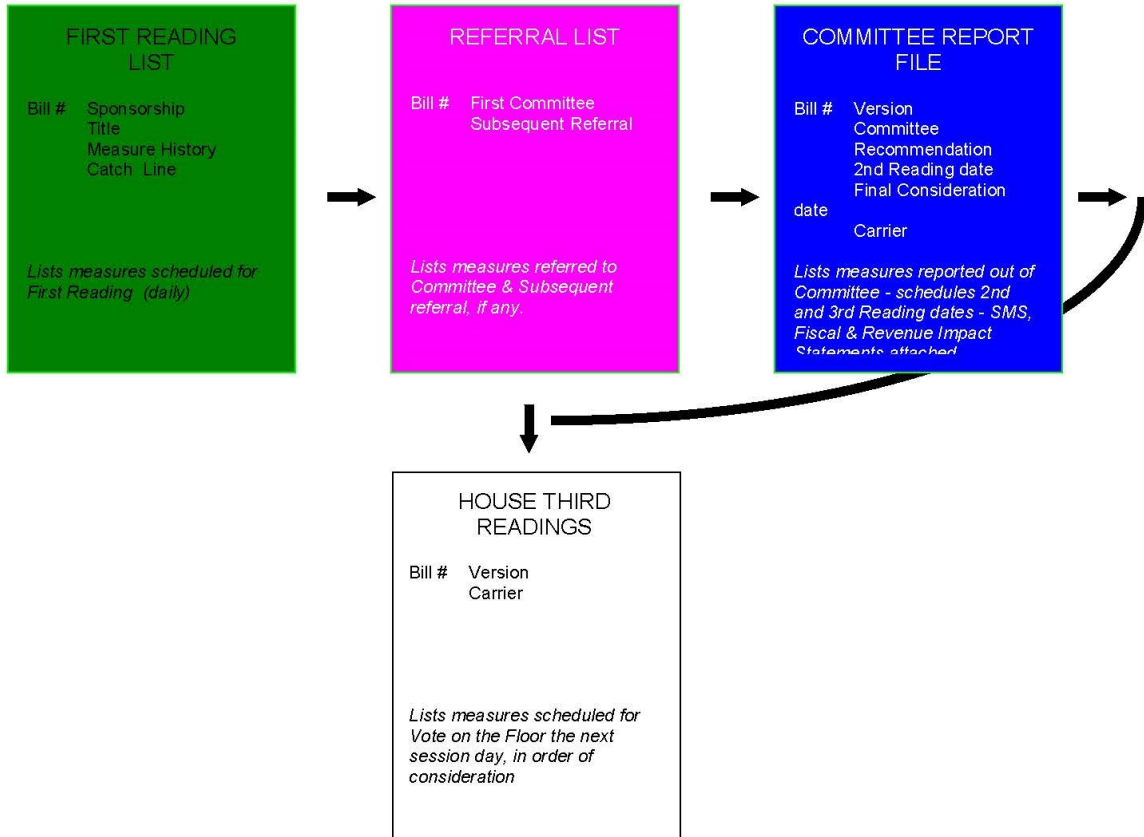 FIRST READING
LIST
Bill # Sponsorship
Title
Measure History
Catch Line
Lists measures scheduled for
First Reading (daily)
REFERRAL LIST
Bill # First Committee
Subsequent Referral
Lists measures referred to
Committee & Subsequent
referral, if any.
COMMITTEE REPORT
FILE
Bill # Version
Committee
Recommendation
2nd Reading date
Final Consideration
date
Carrier
Lists measures reported out of
Committee - schedules 2nd
and 3rd Reading dates - SMS,
Fiscal & Revenue Impact
Statements attached
HOUSE THIRD
READINGS
Bill # Version
Carrier
Lists measures scheduled for
Vote on the Floor the next
session day, in order of
consideration